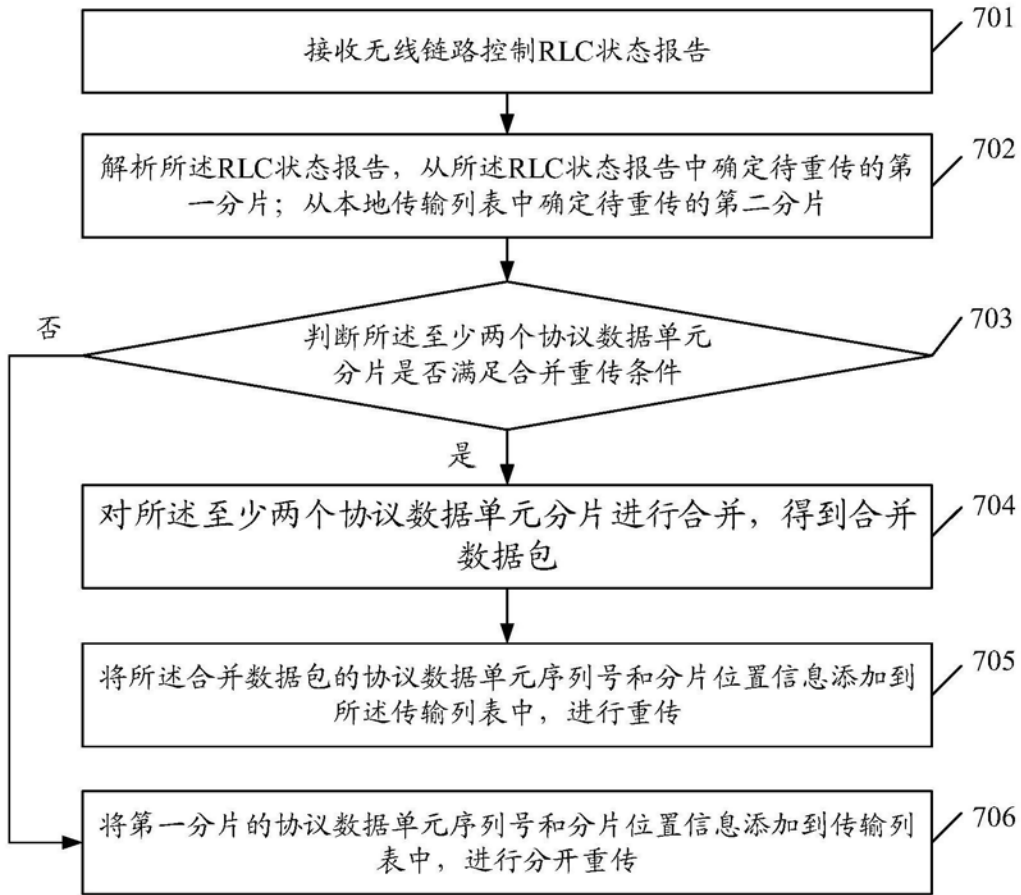 接收无线链路控制RLC状态报告
701
解析所述RLC状态报告，从所述RLC状态报告中确定待重传的第
一分片；从本地传输列表中确定待重传的第二分片
702
判断所述至少两个协议数据单元
分片是否满足合并重传条件
703
否
是
对所述至少两个协议数据单元分片进行合并，得到合并
数据包
704
将所述合并数据包的协议数据单元序列号和分片位置信息添加到
所述传输列表中，进行重传
705
将第一分片的协议数据单元序列号和分片位置信息添加到传输列
表中，进行分开重传
706